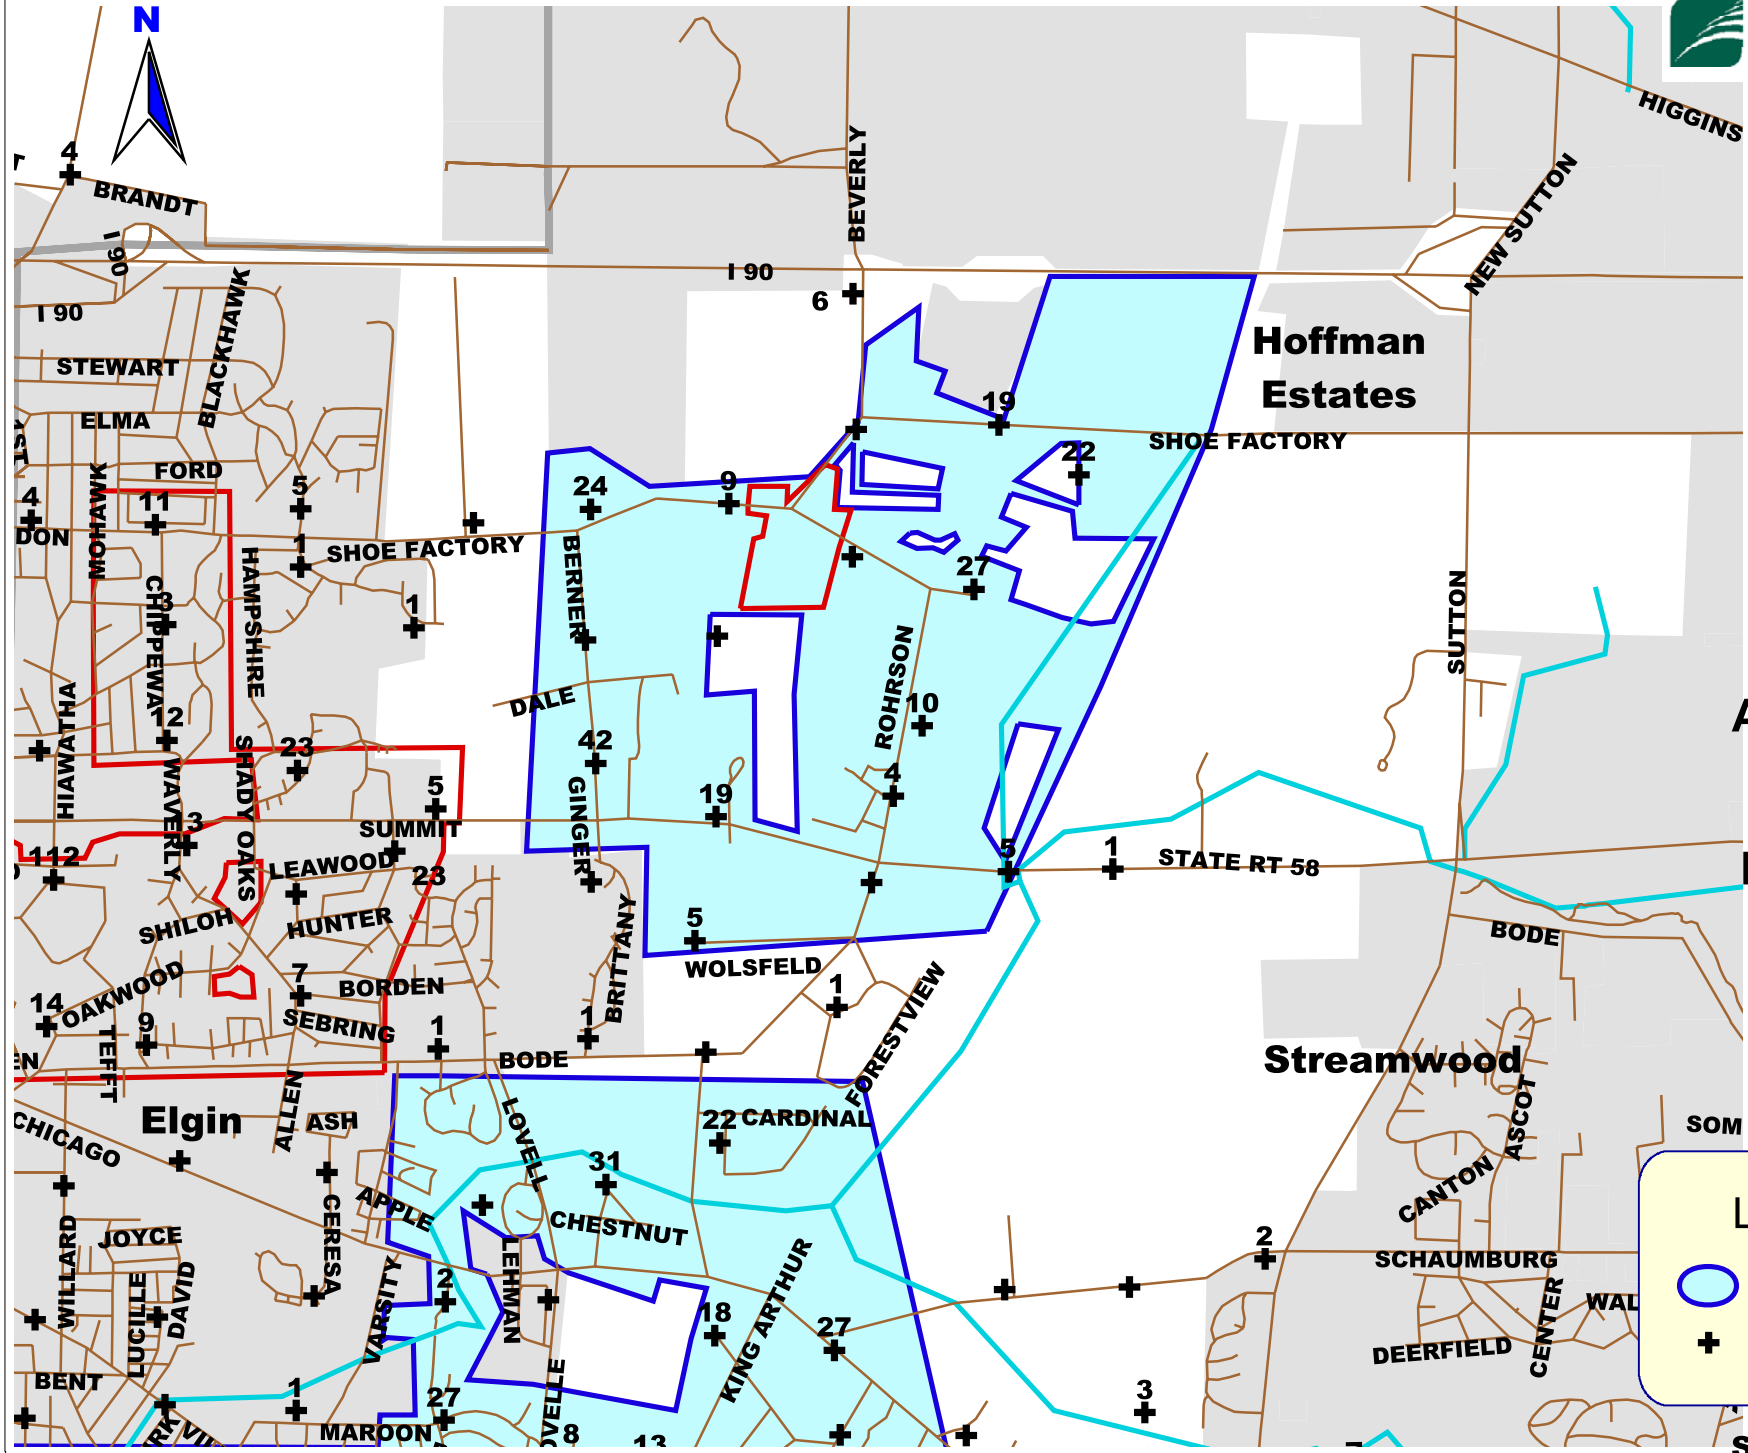 N
4
BRANDT
I 90
I 90
I 90
BEVERLY
HIGGINS
NEW SUTTON
6
BLACKHAWK
STEWART
ELMA
FORD
Hoffman
Estates
19
SHOE FACTORY
22
MOHAWK
4
11
5
24
9
DON
1
SHOE FACTORY
BERNER
27
CHIPPEWA
3
HAMPSHIRE
1
SUTTON
HIAWATHA
DALE
ROHRSON
10
12
23
42
SHADY OAKS
WAVERLY
5
GINGER
19
4
3
SUMMIT
112
LEAWOOD
23
5
1
STATE RT 58
SHILOH
HUNTER
BRITTANY
5
BODE
WOLSFELD
OAKWOOD
7
BORDEN
1
FORESTVIEW
14
9
SEBRING
1
1
TEFFT
EN
BODE
Streamwood
ALLEN
Elgin
ASH
LOVELL
22
CARDINAL
ASCOT
SOM
CHICAGO
31
CANTON
APPLE
CERESA
CHESTNUT
WILLARD
JOYCE
LEHMAN
KING ARTHUR
2
SCHAUMBURG
L
LUCILLE
DAVID
VARSITY
2
18
27
CENTER
WAL
DEERFIELD
BENT
1
27
OVELLE
3
MAROON
8
13